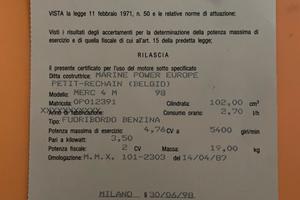 VISTA la legge 11 febbraio 1971, n. 50 e le relative norme di attuazione;
Visti i risultati degli accertamenti per la determinazione della potenza massima di
esercizio e di quella fiscale di cui all'art. 15 della predetta legge;
RILASCIA
il presente certificato per l'uso del motore sotto specificato
Ditta costruttrice: MARINE POWER EUROPE
PETIT-RECHAIN (BELGIO)
Modello: MERC 4 M 98
Matricola: OP012391 Cilindrata: 102,00 cm³
Anno di fabbricazione: Consumo orario: 2,70 l/h
Tipo: FUORIBORDO BENZINA
Potenza massima di esercizio: 4,76 CV a 5400 giri/min
Pari a kilowatt: 3,50
Potenza fiscale: 2 CV Massa: 19,00 kg
Omologazione: M.M.X. 101-2303 del 14/04/87
MILANO 30/06/98